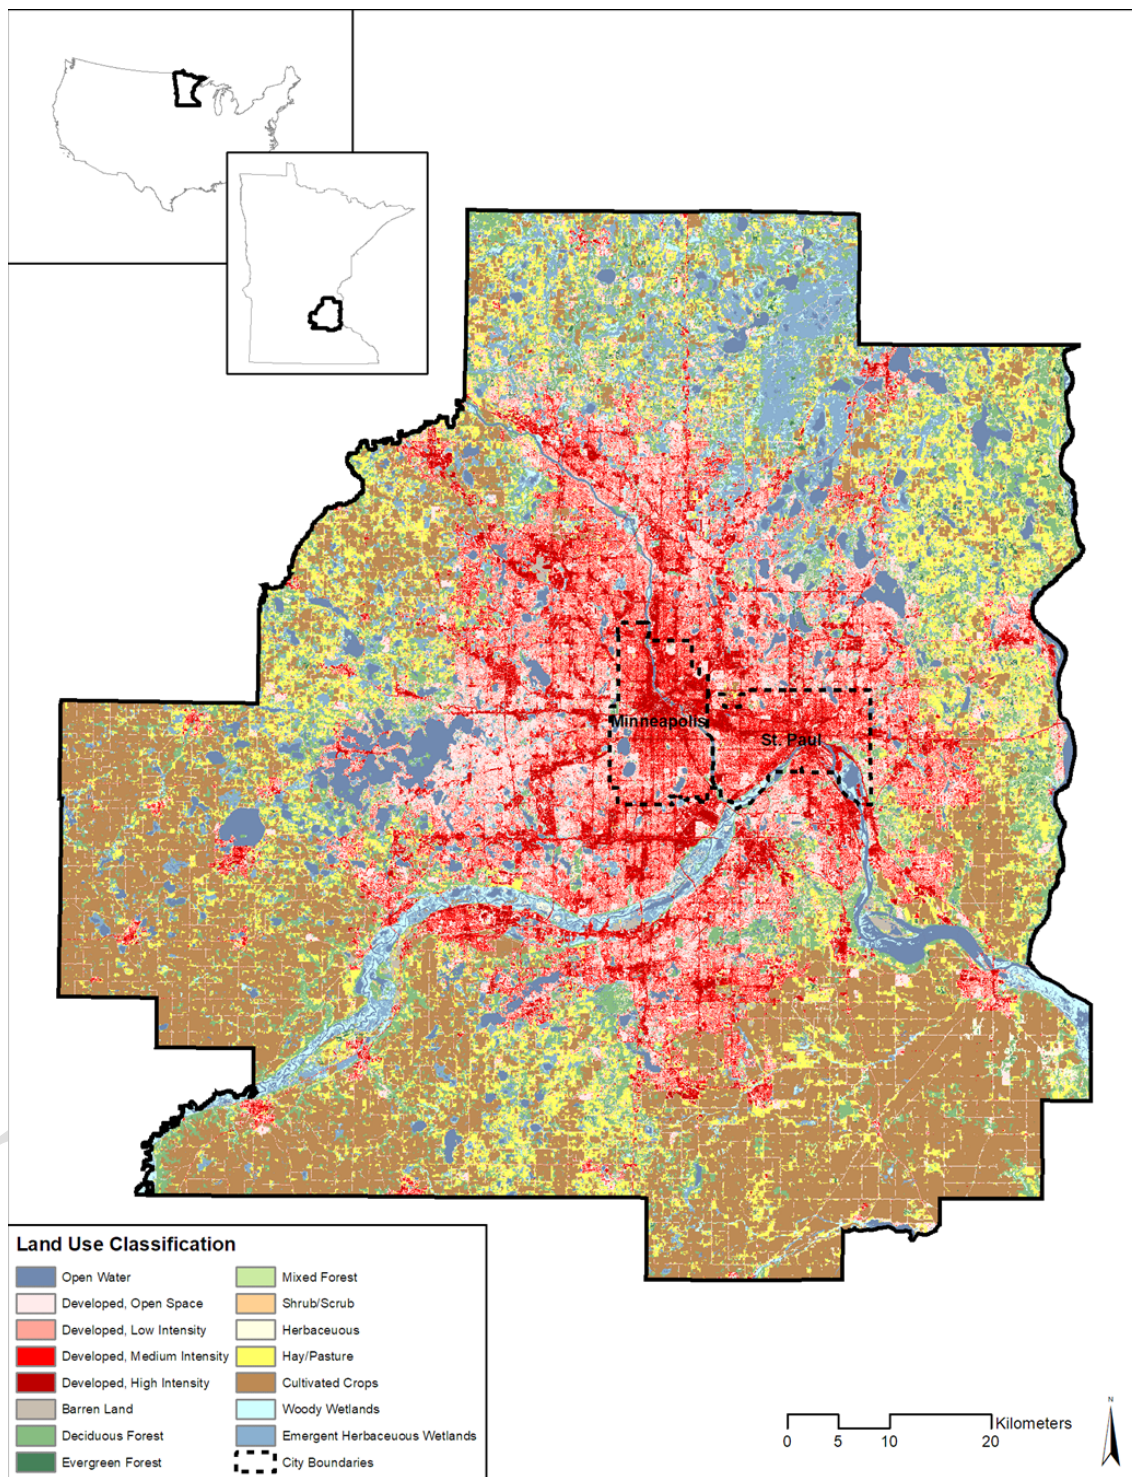 Minneapolis
St. Paul
Land Use Classification
Open Water
Developed, Open Space
Developed, Low Intensity
Developed, Medium Intensity
Developed, High Intensity
Barren Land
Deciduous Forest
Evergreen Forest
Mixed Forest
Shrub/Scrub
Herbaceuous
Hay/Pasture
Cultivated Crops
Woody Wetlands
Emergent Herbaceuous Wetlands
City Boundaries
Kilometers
0 5 10 20
N